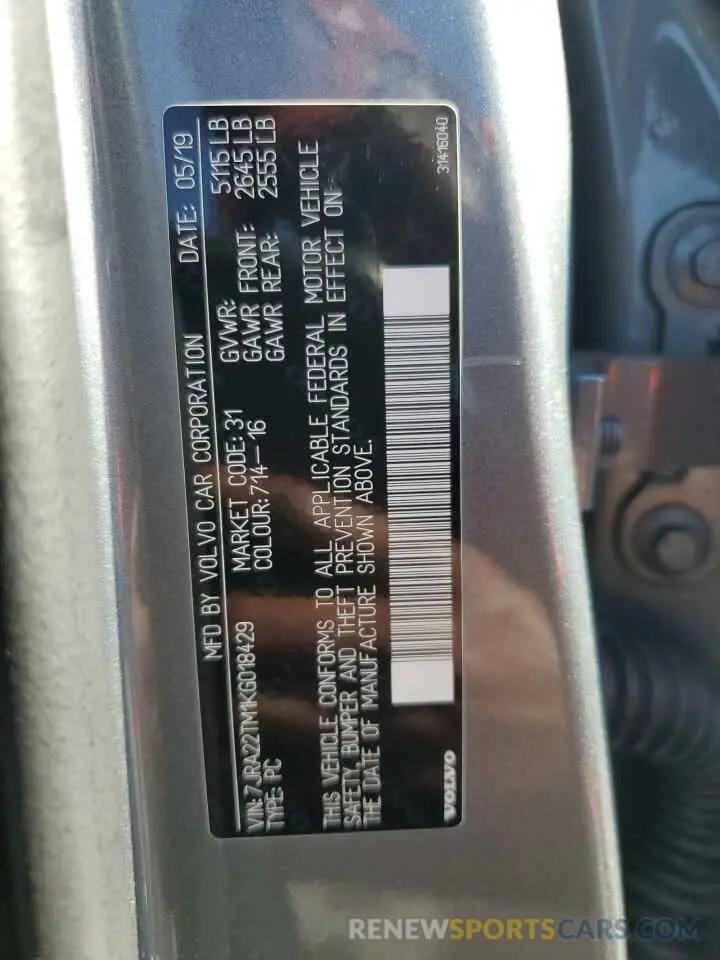 MFD BY VOLVO CAR CORPORATION DATE: 05/19
VIN: 7JRA22TM1KG018429 MARKET CODE: 31 GVWR: 5115 LB
TYPE: PC COLOUR: 714-16 GAWR FRONT: 2645 LB
GAWR REAR: 2555 LB
THIS VEHICLE CONFORMS TO ALL APPLICABLE FEDERAL MOTOR VEHICLE
SAFETY, BUMPER AND THEFT PREVENTION STANDARDS IN EFFECT ON
THE DATE OF MANUFACTURE SHOWN ABOVE.
VOLVO 31416040
RENEWSPORTSCARS.COM